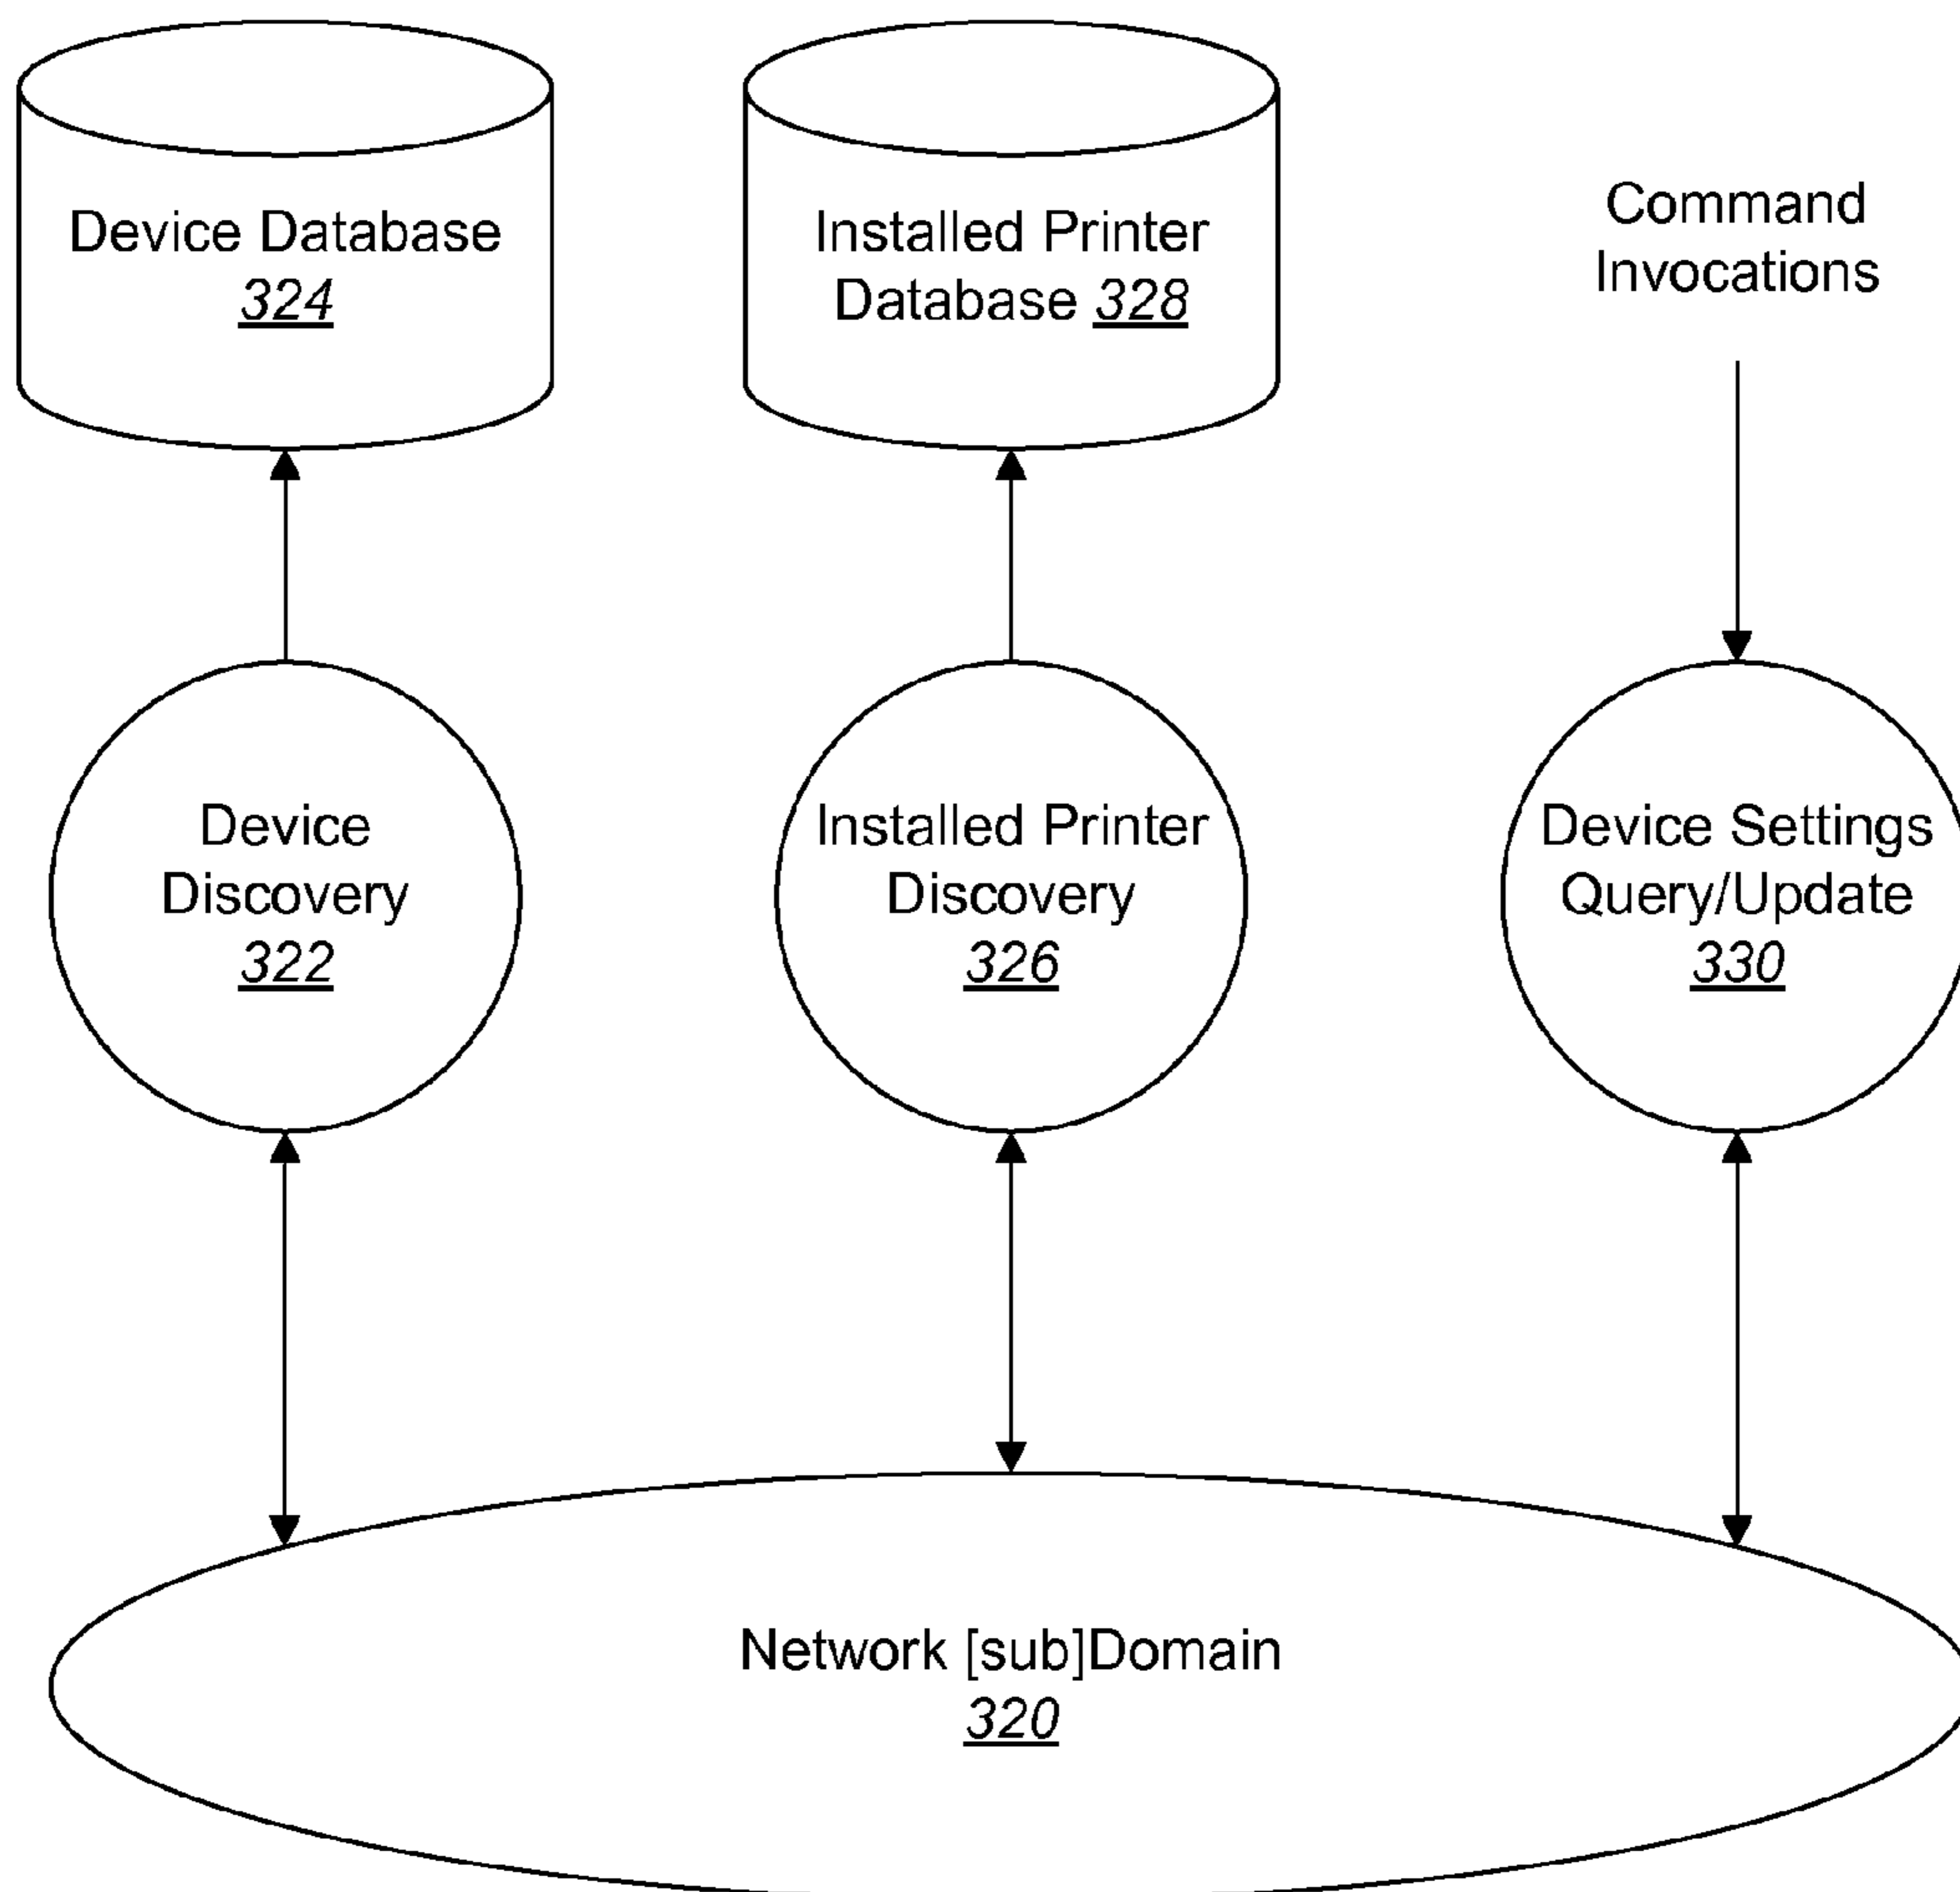 Device Database
324
Installed Printer
Database 328
Command
Invocations
Device
Discovery
322
Installed Printer
Discovery
326
Device Settings
Query/Update
330
Network [sub]Domain
320